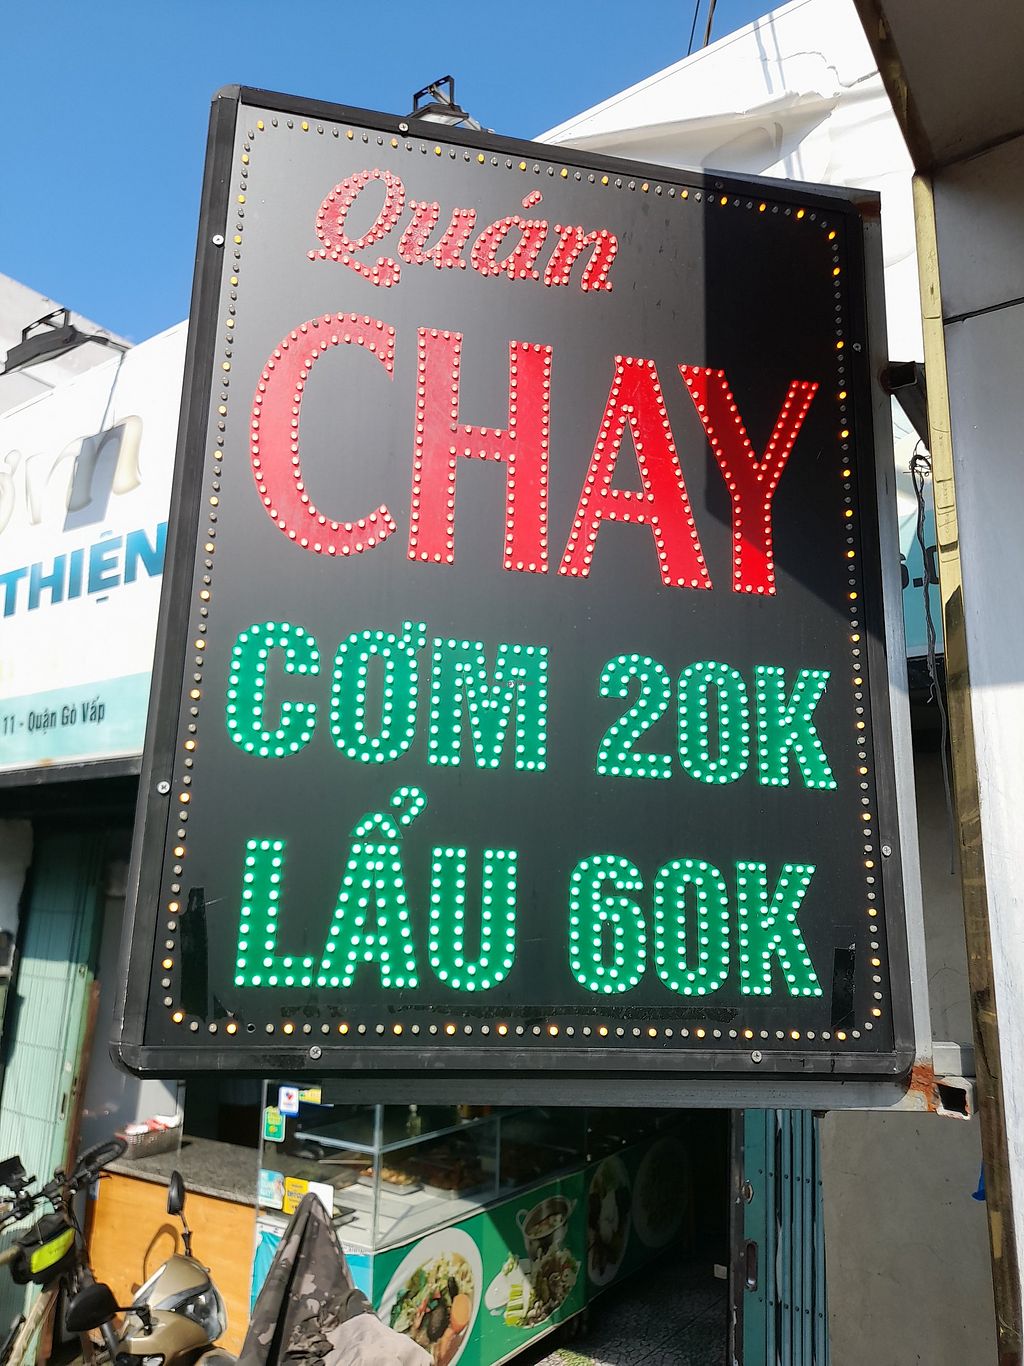 Quán
CHAY
CƠM 20K
LẨU 60K
THIỆN
11 - Quận Gò Vấp